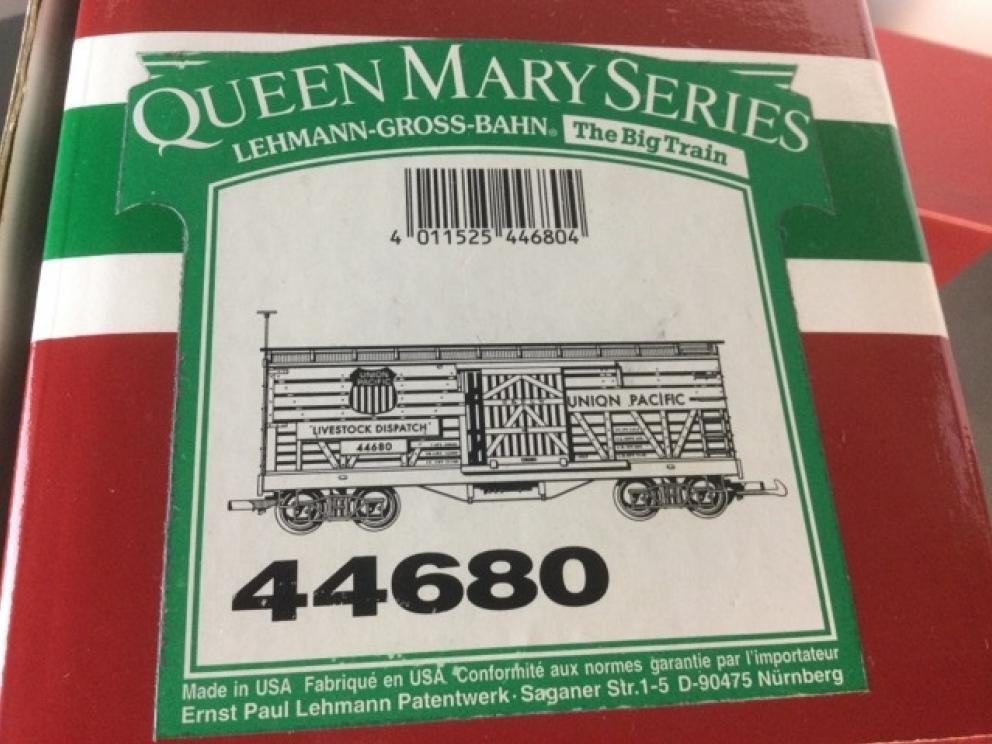 QUEEN MARY SERIES
LEHMANN-GROSS-BAHN® The Big Train
4 011525 446804
UNION
PACIFIC
UNION PACIFIC
"LIVESTOCK DISPATCH"
44680
44680
Made in USA Fabriqué en USA Conformité aux normes garantie par l'importateur
Ernst Paul Lehmann Patentwerk · Saganer Str.1-5 D-90475 Nürnberg